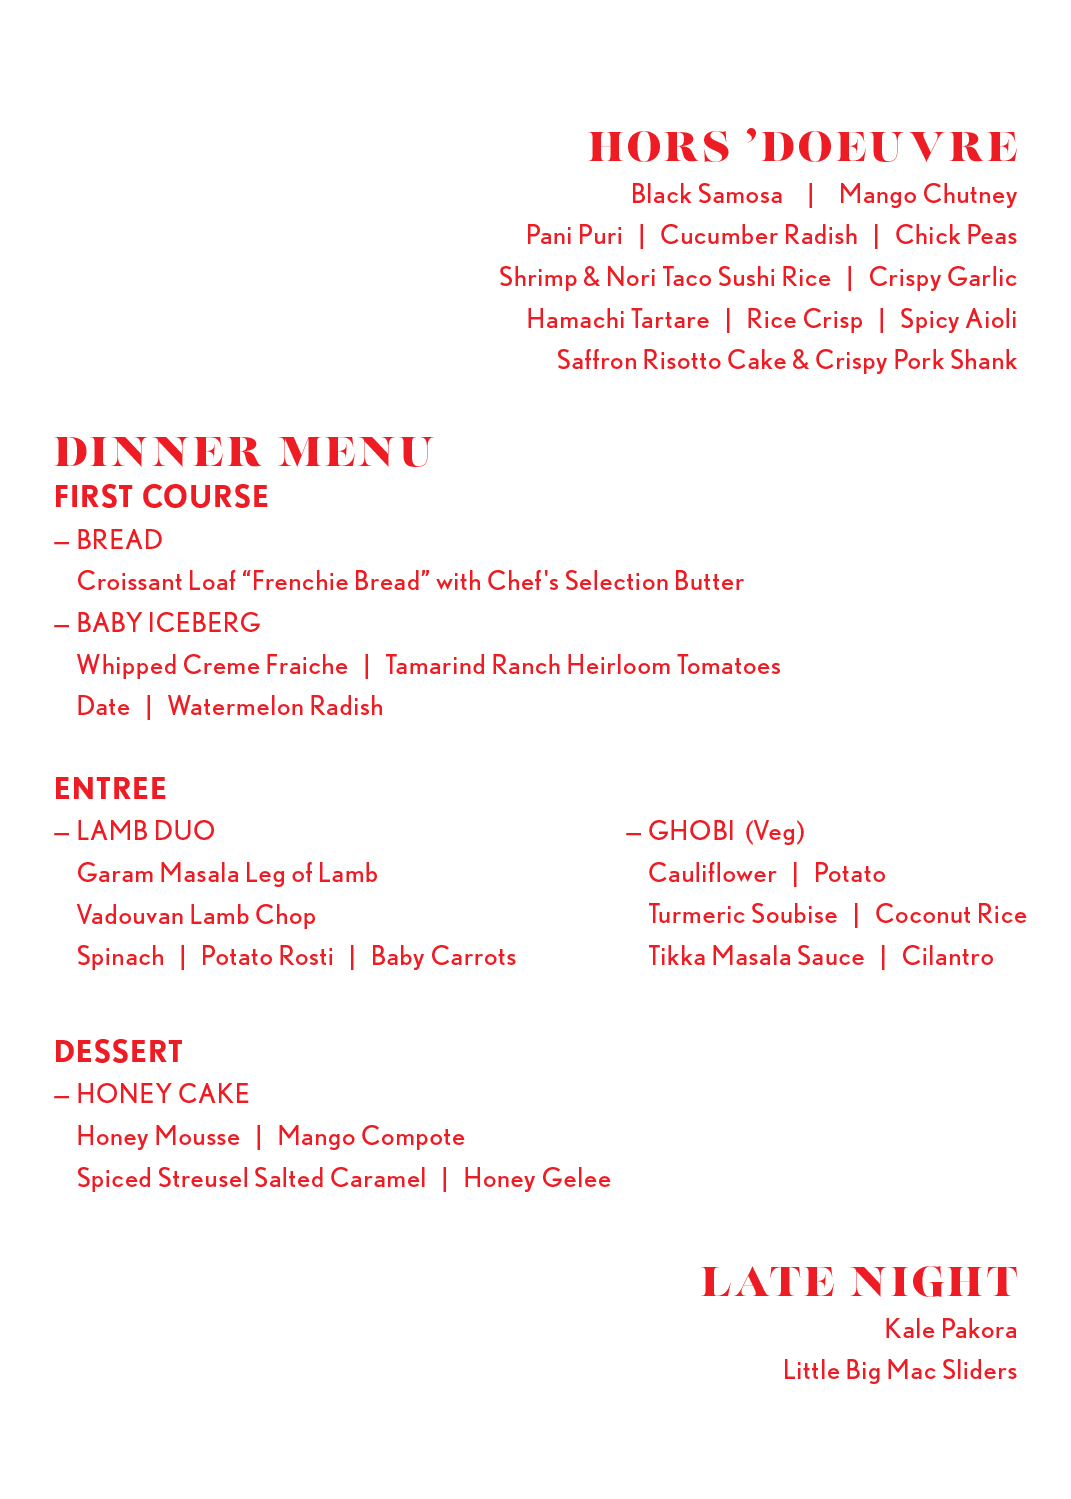 HORS ’DOEUVRE
Black Samosa | Mango Chutney
Pani Puri | Cucumber Radish | Chick Peas
Shrimp & Nori Taco Sushi Rice | Crispy Garlic
Hamachi Tartare | Rice Crisp | Spicy Aioli
Saffron Risotto Cake & Crispy Pork Shank
DINNER MENU
FIRST COURSE
– BREAD
Croissant Loaf “Frenchie Bread” with Chef's Selection Butter
– BABY ICEBERG
Whipped Creme Fraiche | Tamarind Ranch Heirloom Tomatoes
Date | Watermelon Radish
ENTREE
– LAMB DUO
Garam Masala Leg of Lamb
Vadouvan Lamb Chop
Spinach | Potato Rosti | Baby Carrots
– GHOBI (Veg)
Cauliflower | Potato
Turmeric Soubise | Coconut Rice
Tikka Masala Sauce | Cilantro
DESSERT
– HONEY CAKE
Honey Mousse | Mango Compote
Spiced Streusel Salted Caramel | Honey Gelee
LATE NIGHT
Kale Pakora
Little Big Mac Sliders